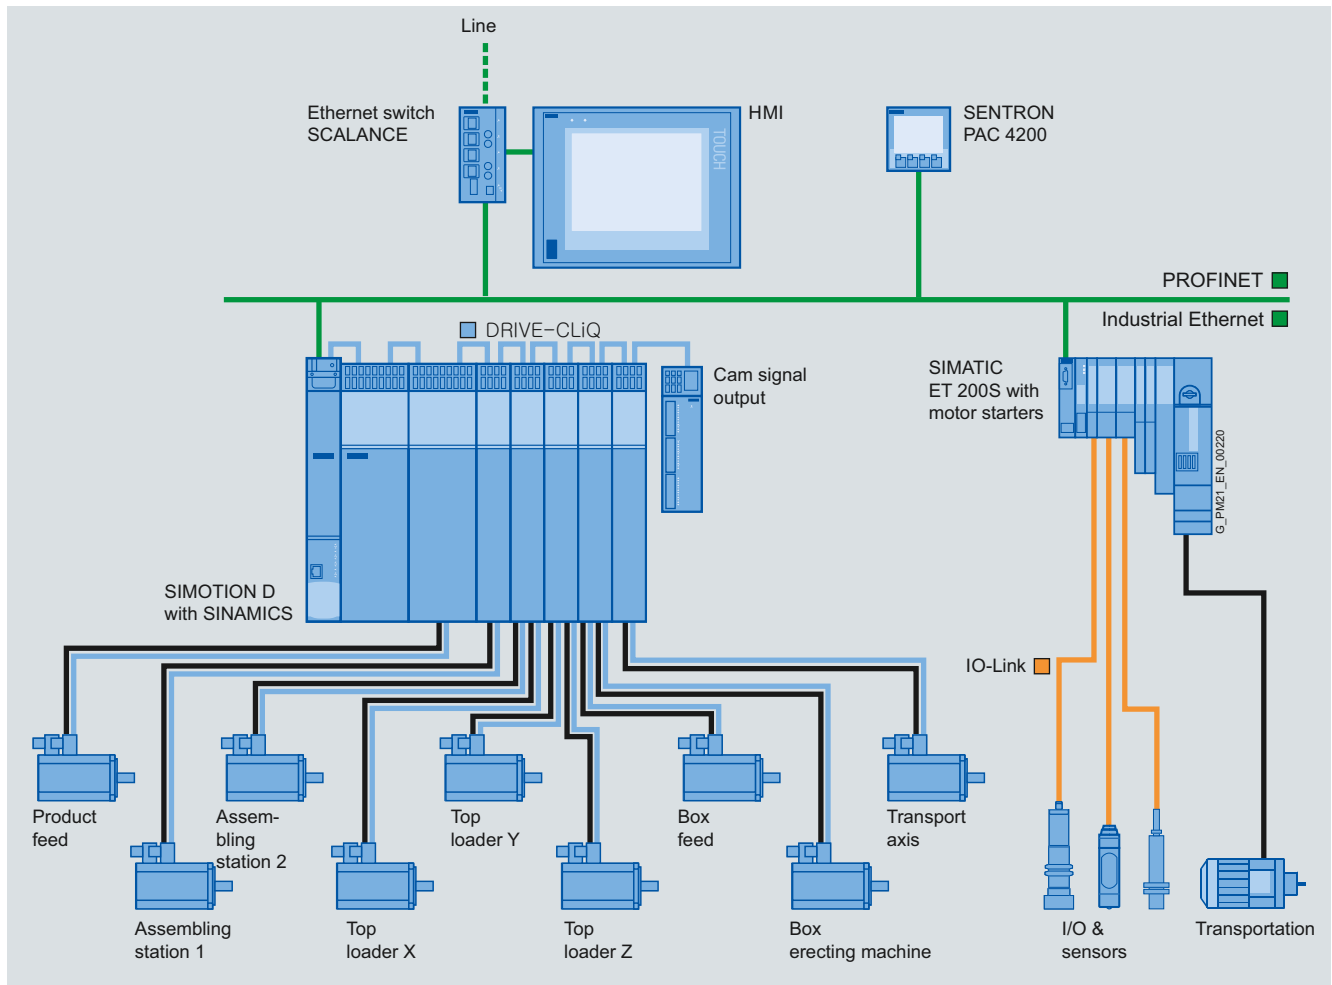 Line
Ethernet switch
SCALANCE
HMI
TOUCH
SENTRON
PAC 4200
PROFINET
Industrial Ethernet
DRIVE-CLiQ
Cam signal
output
SIMATIC
ET 200S with
motor starters
G_PM21_EN_00220
SIMOTION D
with SINAMICS
IO-Link
Product
feed
Assem-
bling
station 2
Top
loader Y
Box
feed
Transport
axis
Assembling
station 1
Top
loader X
Top
loader Z
Box
erecting machine
I/O &
sensors
Transportation